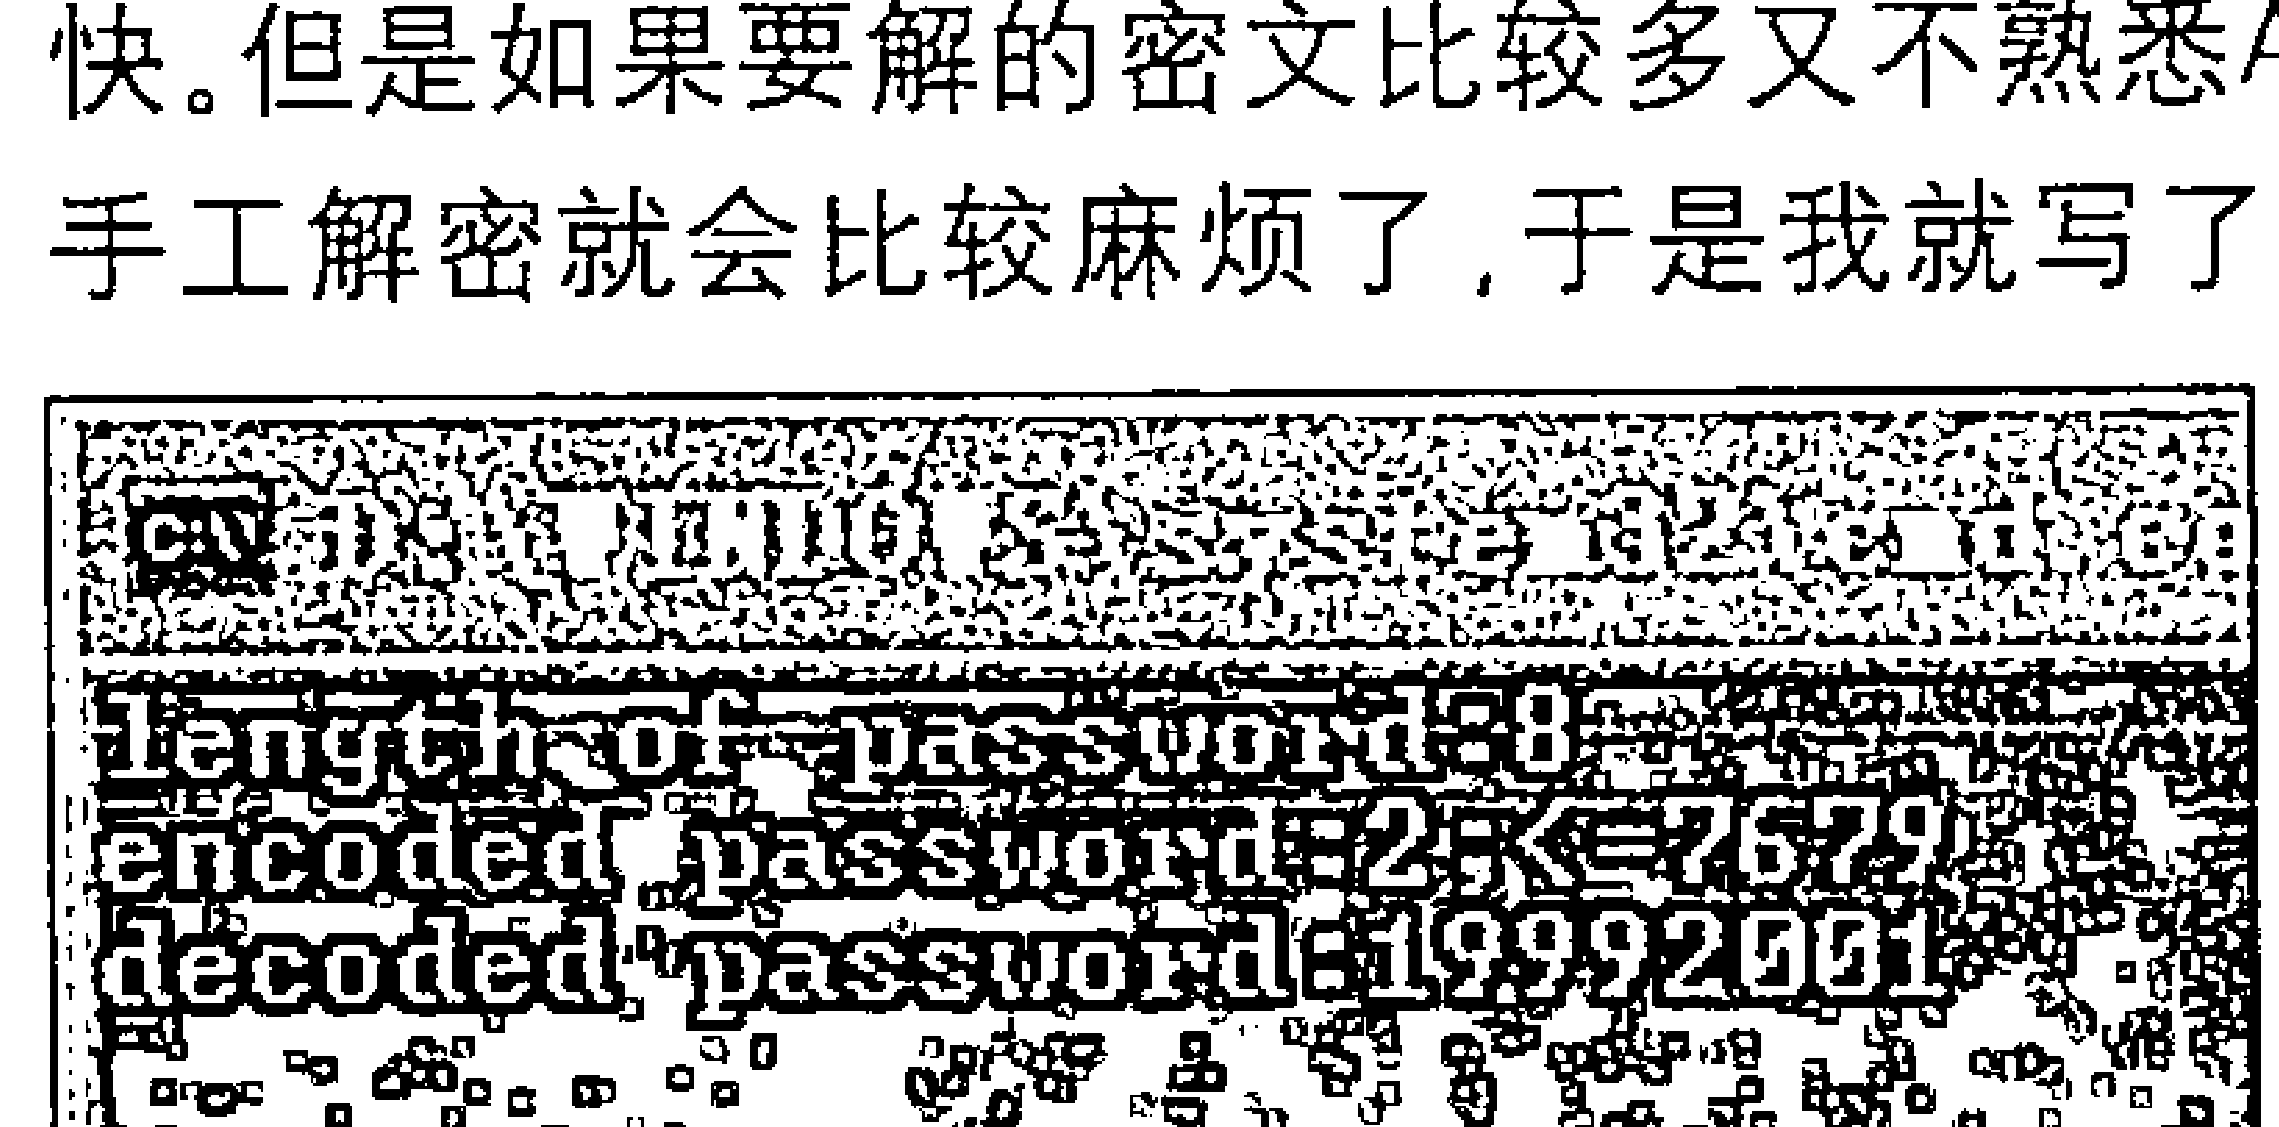 快。但是如果要解的密文比较多又不熟悉
手工解密就会比较麻烦了,于是我就写了
length of password:8
encoded password:2:<=7679
decoded password:19992001